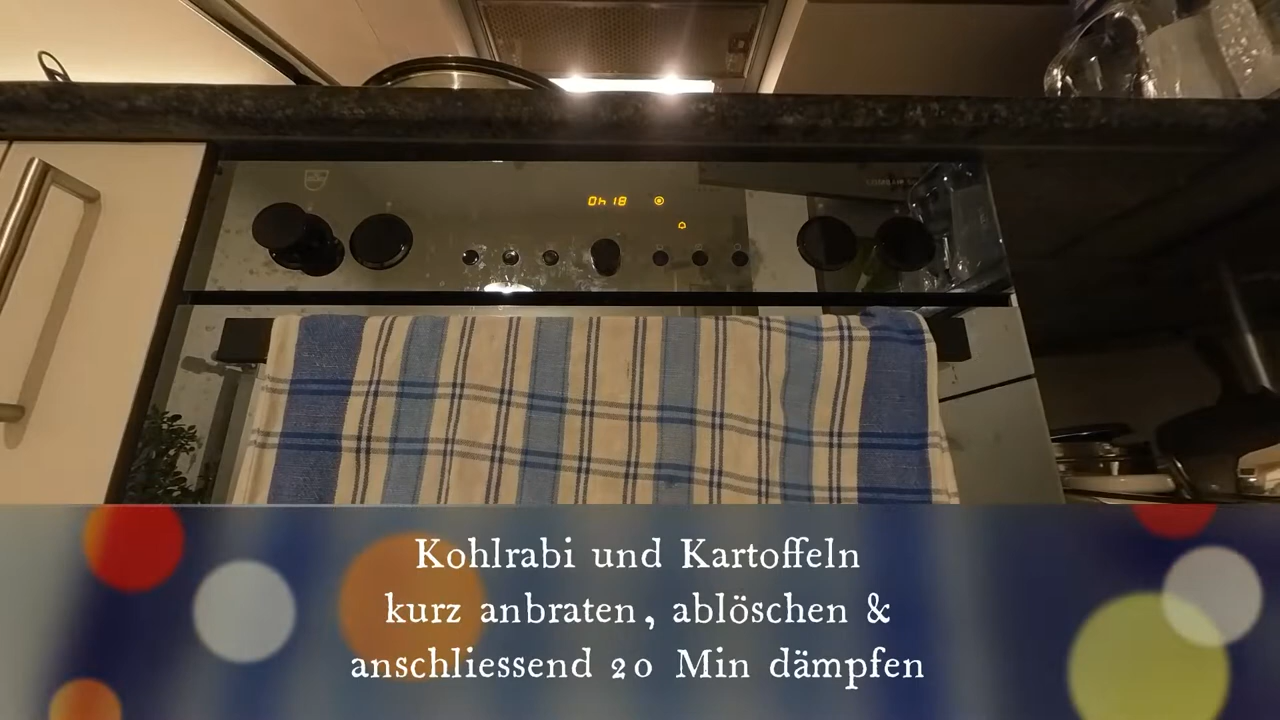 0h 18
Kohlrabi und Kartoffeln
kurz anbraten, ablöschen &
anschliessend 20 Min dämpfen